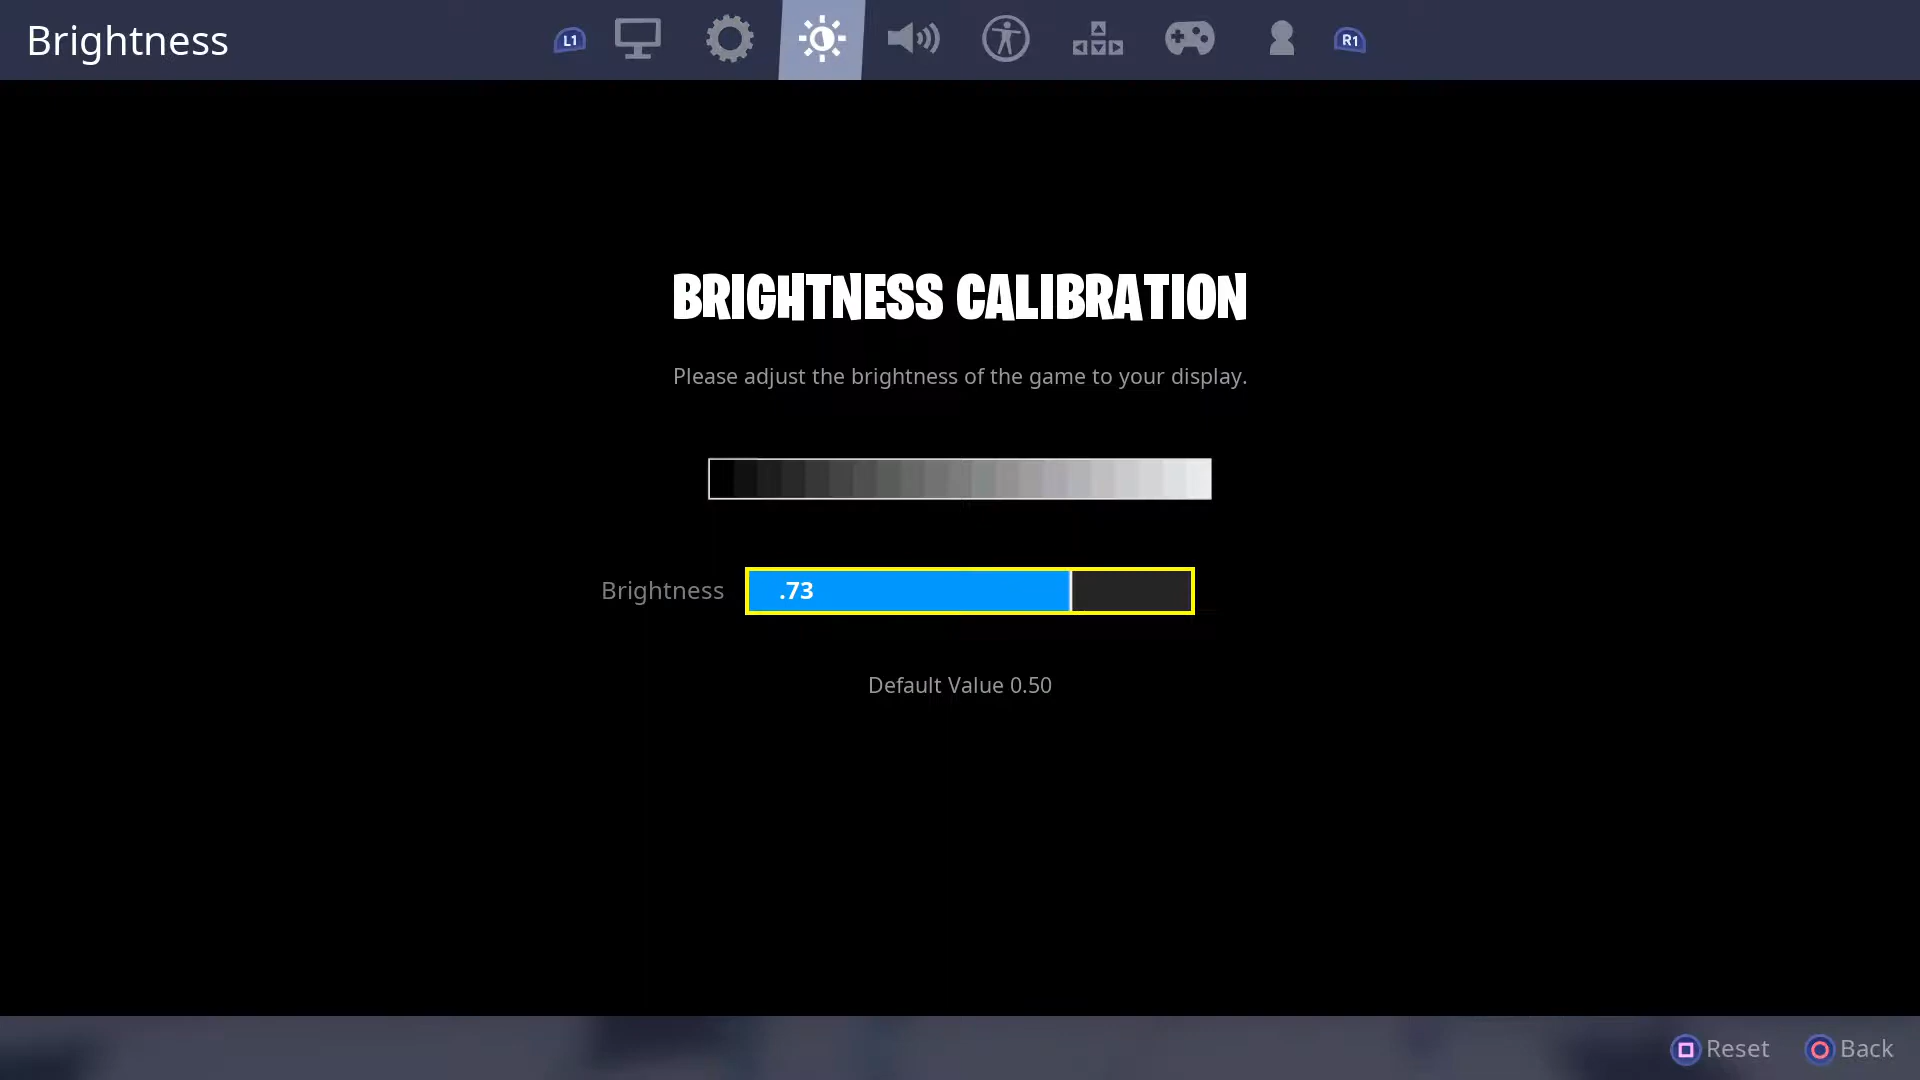 Brightness
L1
R1
BRIGHTNESS CALIBRATION
Please adjust the brightness of the game to your display.
Brightness .73
Default Value 0.50
Reset Back